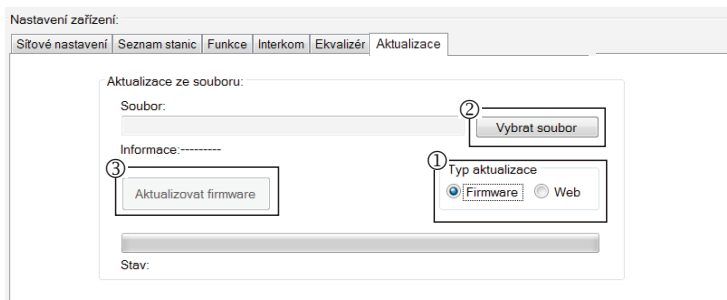 Nastavení zařízení:
Síťové nastavení Seznam stanic Funkce Interkom Ekvalizér Aktualizace
Aktualizace ze souboru:
Soubor:
②
Vybrat soubor
Informace:---------
③
①
Typ aktualizace
Aktualizovat firmware
Firmware Web
Stav: